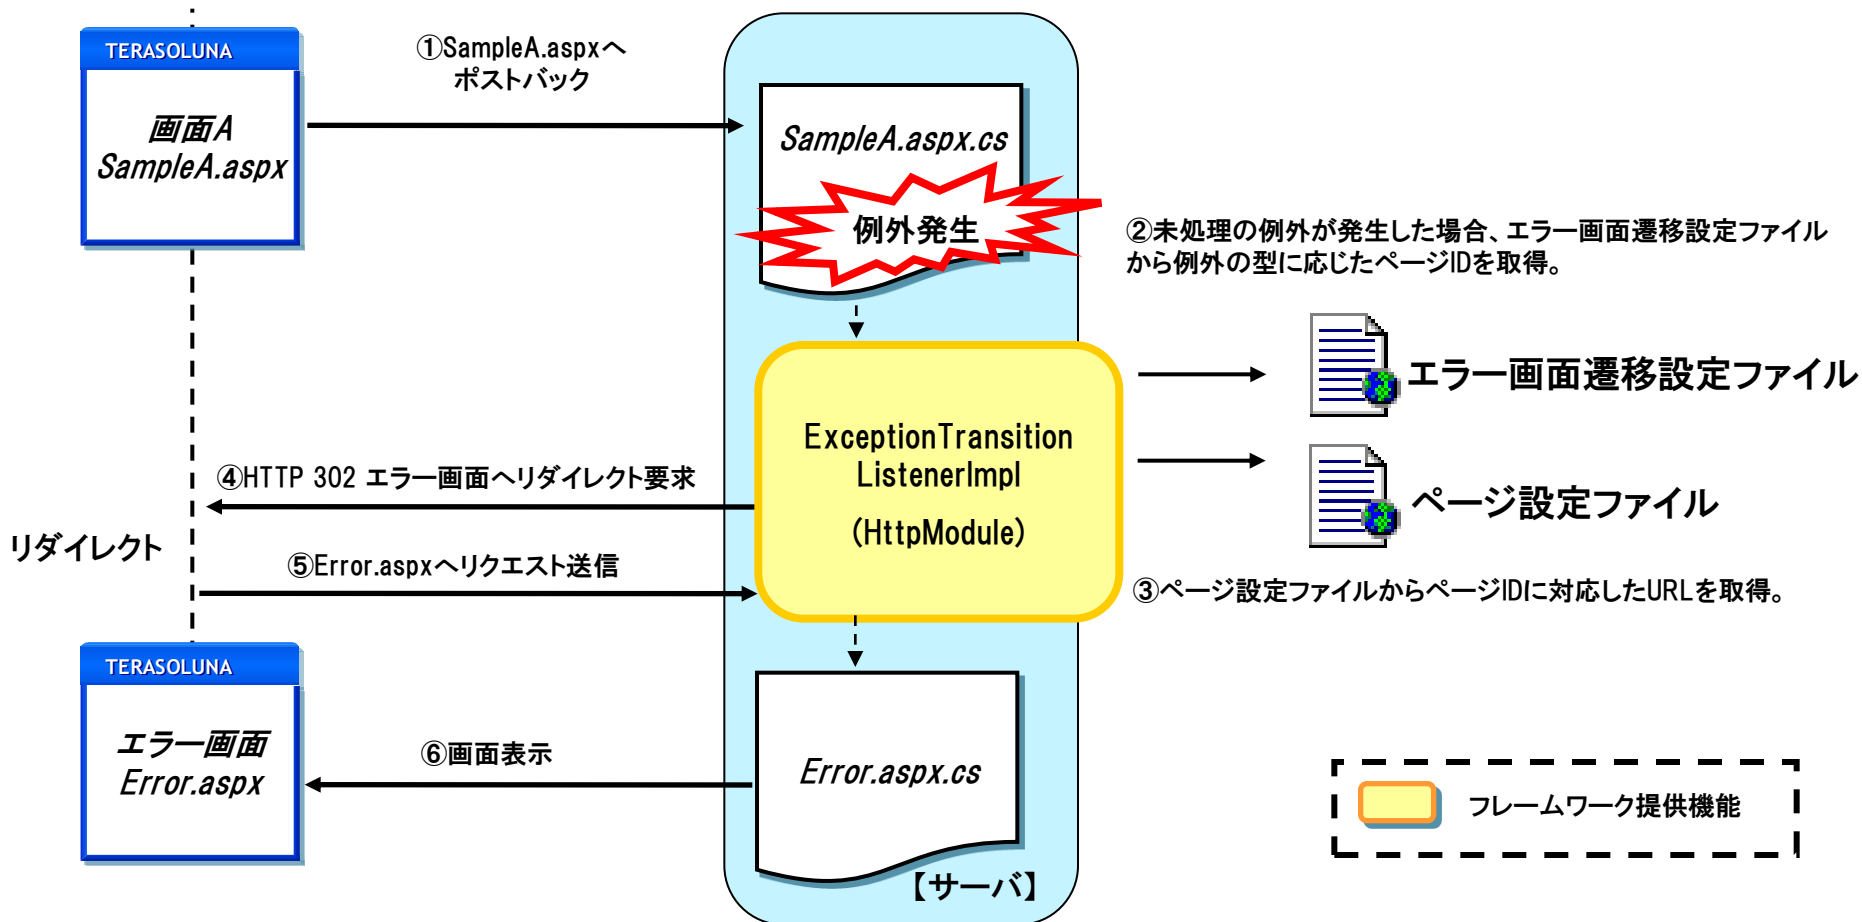 TERASOLUNA
画面A
SampleA.aspx
①SampleA.aspxへ
ポストバック
SampleA.aspx.cs
例外発生
②未処理の例外が発生した場合、エラー画面遷移設定ファイル
から例外の型に応じたページIDを取得。
エラー画面遷移設定ファイル
ExceptionTransition
ListenerImpl
(HttpModule)
ページ設定ファイル
④HTTP 302 エラー画面へリダイレクト要求
リダイレクト
⑤Error.aspxへリクエスト送信
③ページ設定ファイルからページIDに対応したURLを取得。
TERASOLUNA
エラー画面
Error.aspx
⑥画面表示
Error.aspx.cs
【サーバ】
フレームワーク提供機能